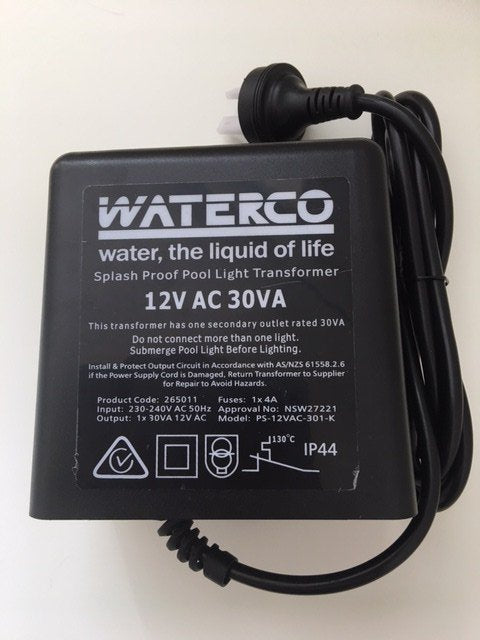 WATERCO
water, the liquid of life
Splash Proof Pool Light Transformer
12V AC 30VA
This transformer has one secondary outlet rated 30VA
Do not connect more than one light.
Submerge Pool Light Before Lighting.
Install & Protect Output Circuit in Accordance with AS/NZS 61558.2.6
if the Power Supply Cord is Damaged, Return Transformer to Supplier
for Repair to Avoid Hazards.
Product Code: 265011 Fuses: 1x4A
Input: 230-240V AC 50Hz Approval No: NSW27221
Output: 1x 30VA 12V AC Model: PS-12VAC-301-K
130°C
IP44